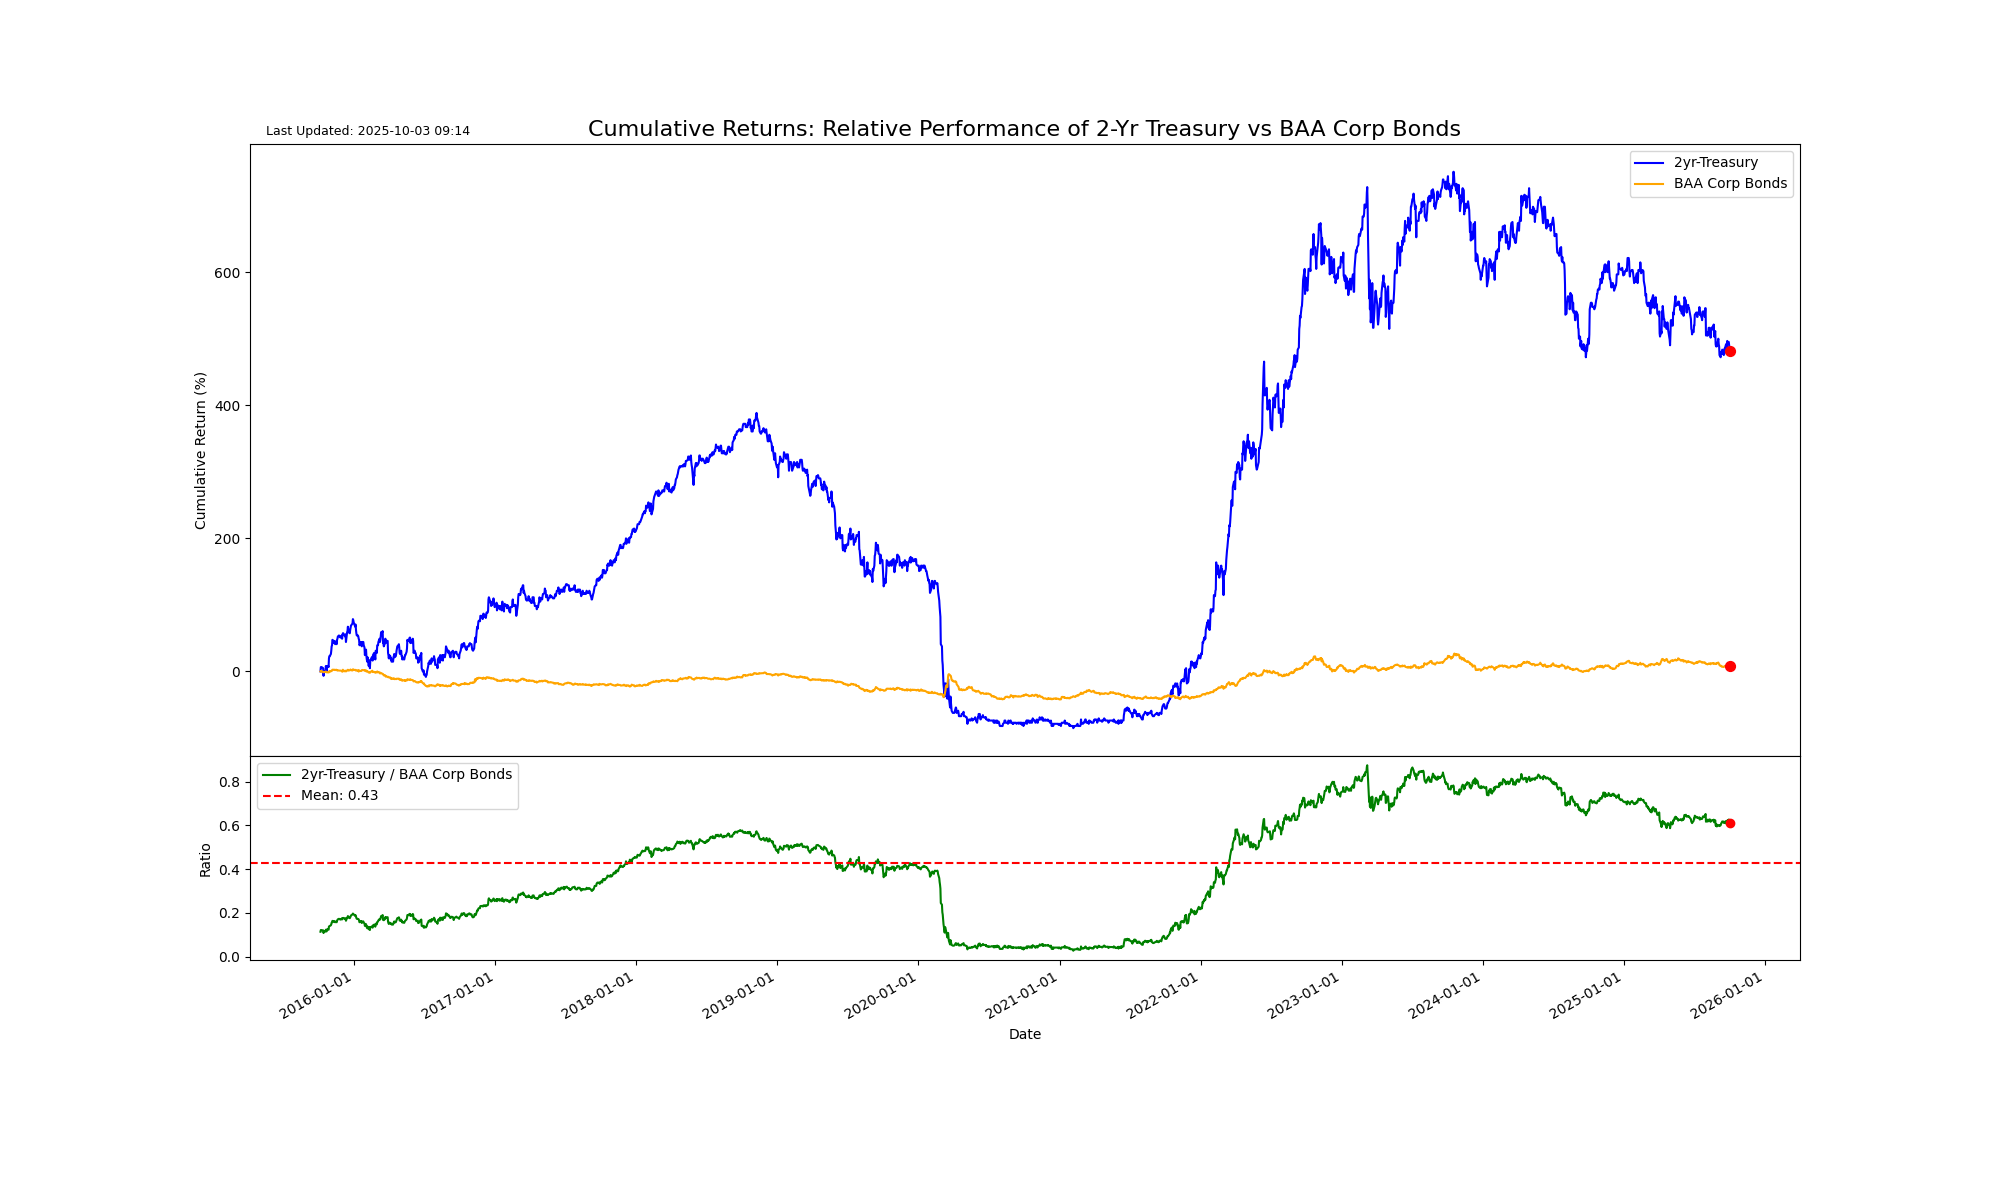 Last Updated: 2025-10-03 09:14
Cumulative Returns: Relative Performance of 2-Yr Treasury vs BAA Corp Bonds
2yr-Treasury
BAA Corp Bonds
Cumulative Return (%)
600
400
200
0
2yr-Treasury / BAA Corp Bonds
Mean: 0.43
Ratio
0.8
0.6
0.4
0.2
0.0
2016-01-01
2017-01-01
2018-01-01
2019-01-01
2020-01-01
2021-01-01
2022-01-01
2023-01-01
2024-01-01
2025-01-01
2026-01-01
Date